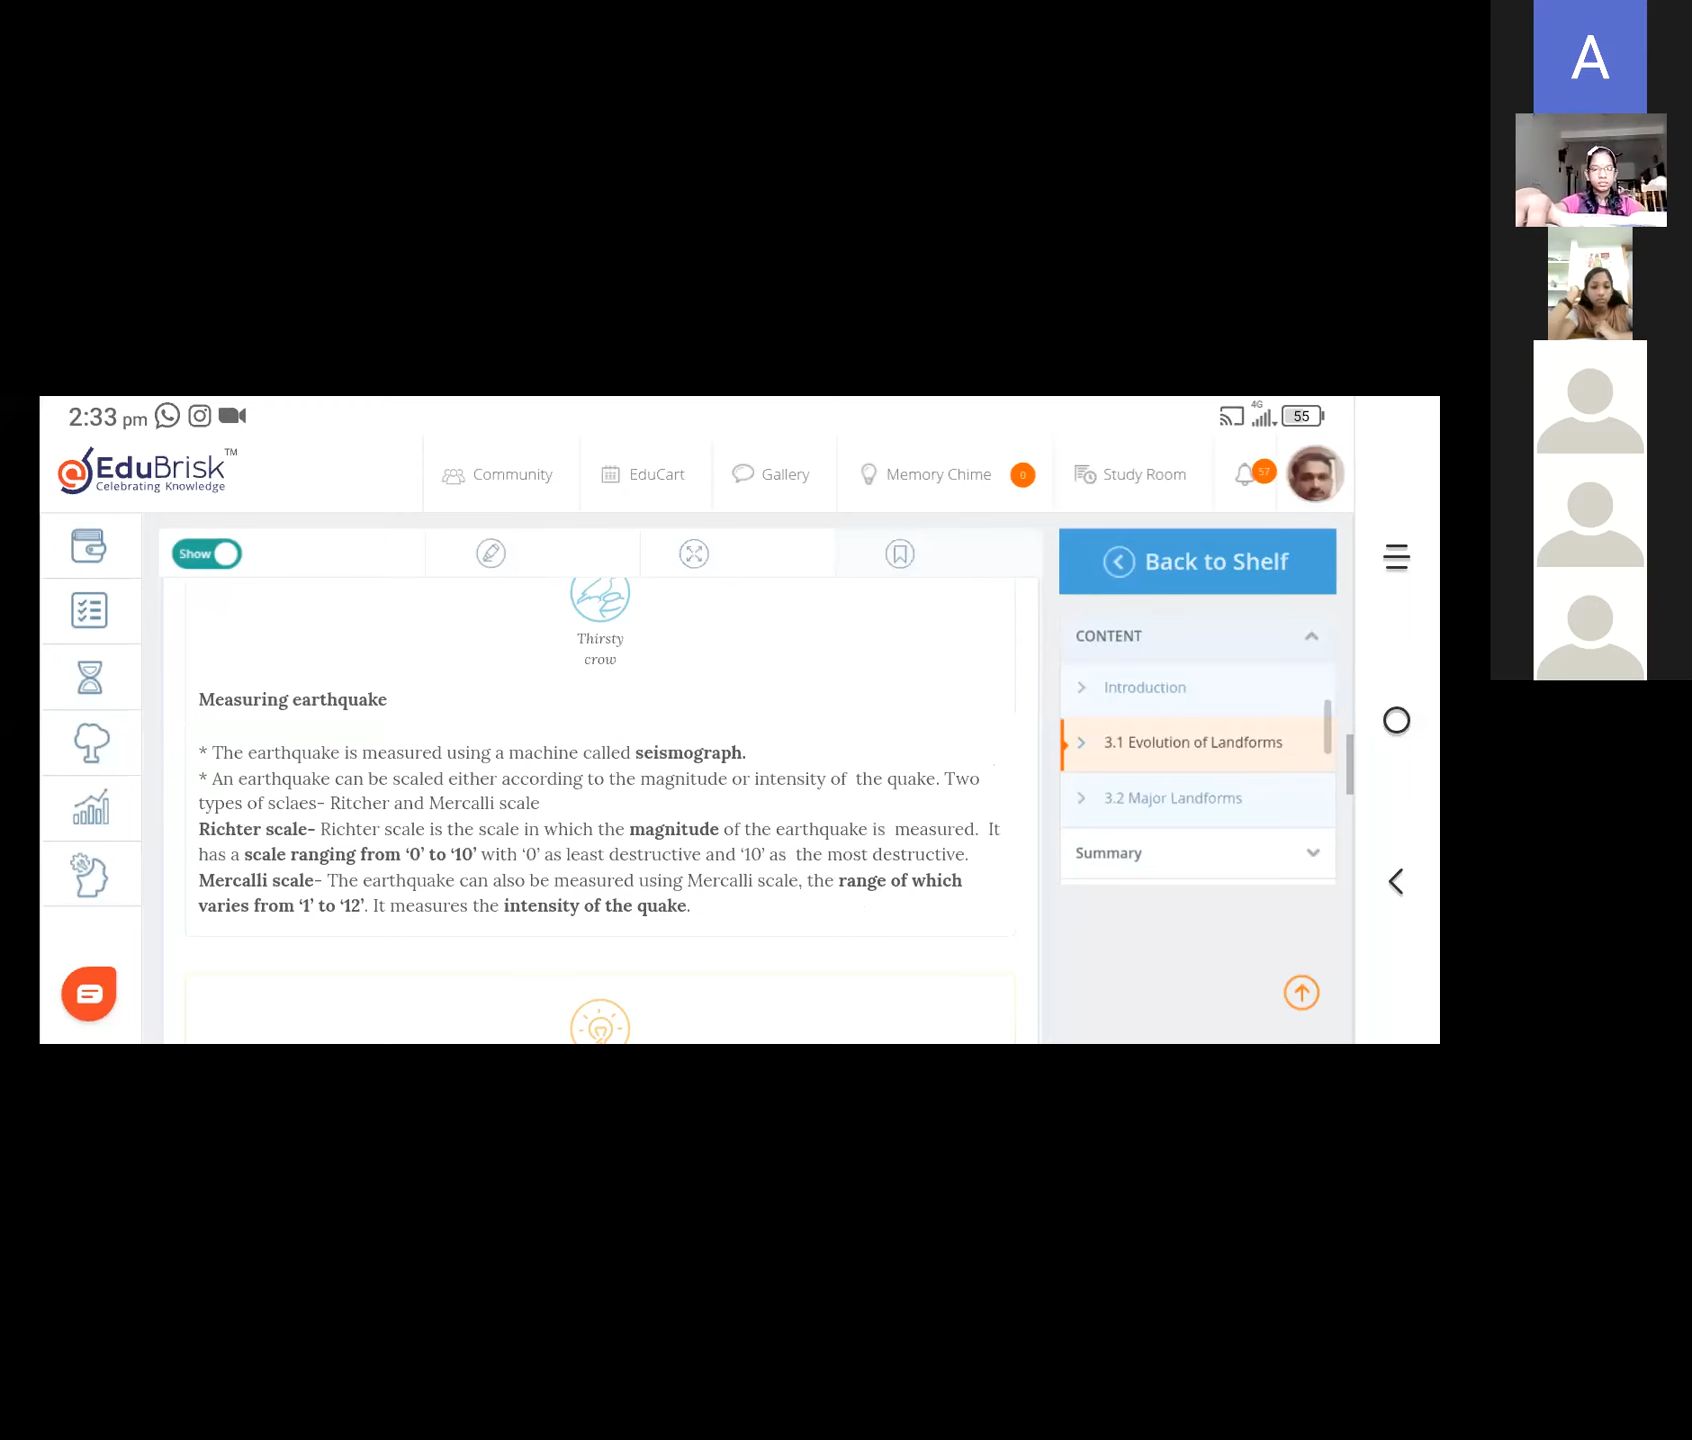 A
2:33 pm
4G
55
EduBrisk TM
Celebrating Knowledge
Community
EduCart
Gallery
Memory Chime
0
Study Room
57
Show
Thirsty
crow
Measuring earthquake
* The earthquake is measured using a machine called seismograph.
* An earthquake can be scaled either according to the magnitude or intensity of the quake. Two
types of sclaes- Ritcher and Mercalli scale
Richter scale- Richter scale is the scale in which the magnitude of the earthquake is measured. It
has a scale ranging from ‘0’ to ‘10’ with ‘0’ as least destructive and ‘10’ as the most destructive.
Mercalli scale- The earthquake can also be measured using Mercalli scale, the range of which
varies from ‘1’ to ‘12’. It measures the intensity of the quake.
Back to Shelf
CONTENT
Introduction
3.1 Evolution of Landforms
3.2 Major Landforms
Summary